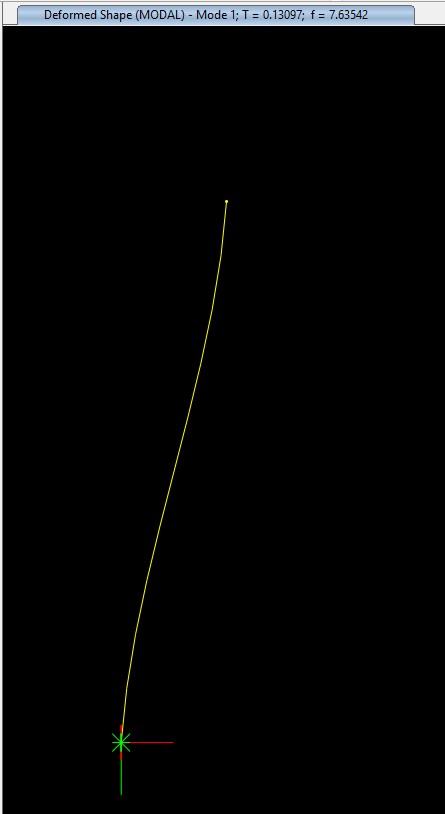 Deformed Shape (MODAL) - Mode 1; T = 0.13097;  f = 7.63542